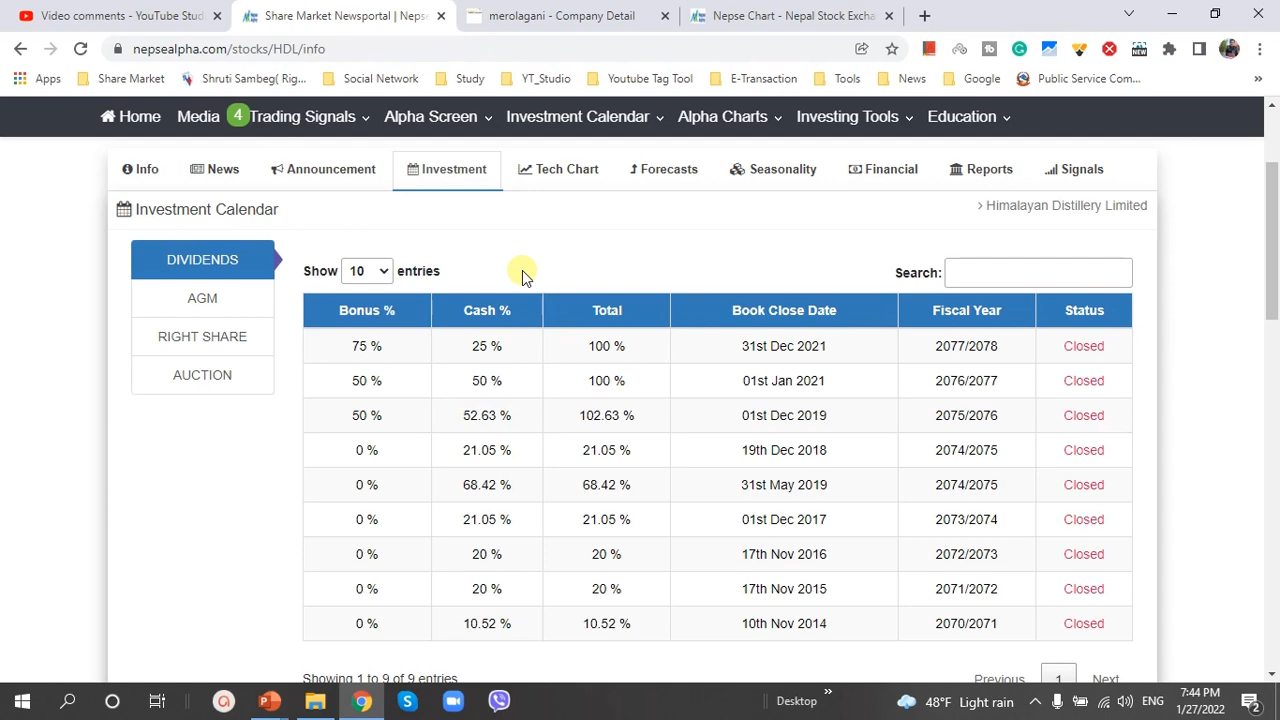 Video comments - YouTube Stud
Share Market Newsportal | Nepse
merolagani - Company Detail
Nepse Chart - Nepal Stock Excha
nepsealpha.com/stocks/HDL/info
Apps
Share Market
Shruti Sambeg( Rig...
Social Network
Study
YT_Studio
Youtube Tag Tool
E-Transaction
Tools
News
Google
Public Service Com...
»
Home
Media
4
Trading Signals
Alpha Screen
Investment Calendar
Alpha Charts
Investing Tools
Education
Info
News
Announcement
Investment
Tech Chart
Forecasts
Seasonality
Financial
Reports
Signals
Investment Calendar
> Himalayan Distillery Limited
DIVIDENDS
AGM
RIGHT SHARE
AUCTION
Show 10 entries
Search:
Bonus % Cash % Total Book Close Date Fiscal Year Status
75 % 25 % 100 % 31st Dec 2021 2077/2078 Closed
50 % 50 % 100 % 01st Jan 2021 2076/2077 Closed
50 % 52.63 % 102.63 % 01st Dec 2019 2075/2076 Closed
0 % 21.05 % 21.05 % 19th Dec 2018 2074/2075 Closed
0 % 68.42 % 68.42 % 31st May 2019 2074/2075 Closed
0 % 21.05 % 21.05 % 01st Dec 2017 2073/2074 Closed
0 % 20 % 20 % 17th Nov 2016 2072/2073 Closed
0 % 20 % 20 % 17th Nov 2015 2071/2072 Closed
0 % 10.52 % 10.52 % 10th Nov 2014 2070/2071 Closed
Showing 1 to 9 of 9 entries
Previous 1 Next
Desktop
»
48°F Light rain
ENG
7:44 PM
1/27/2022
2